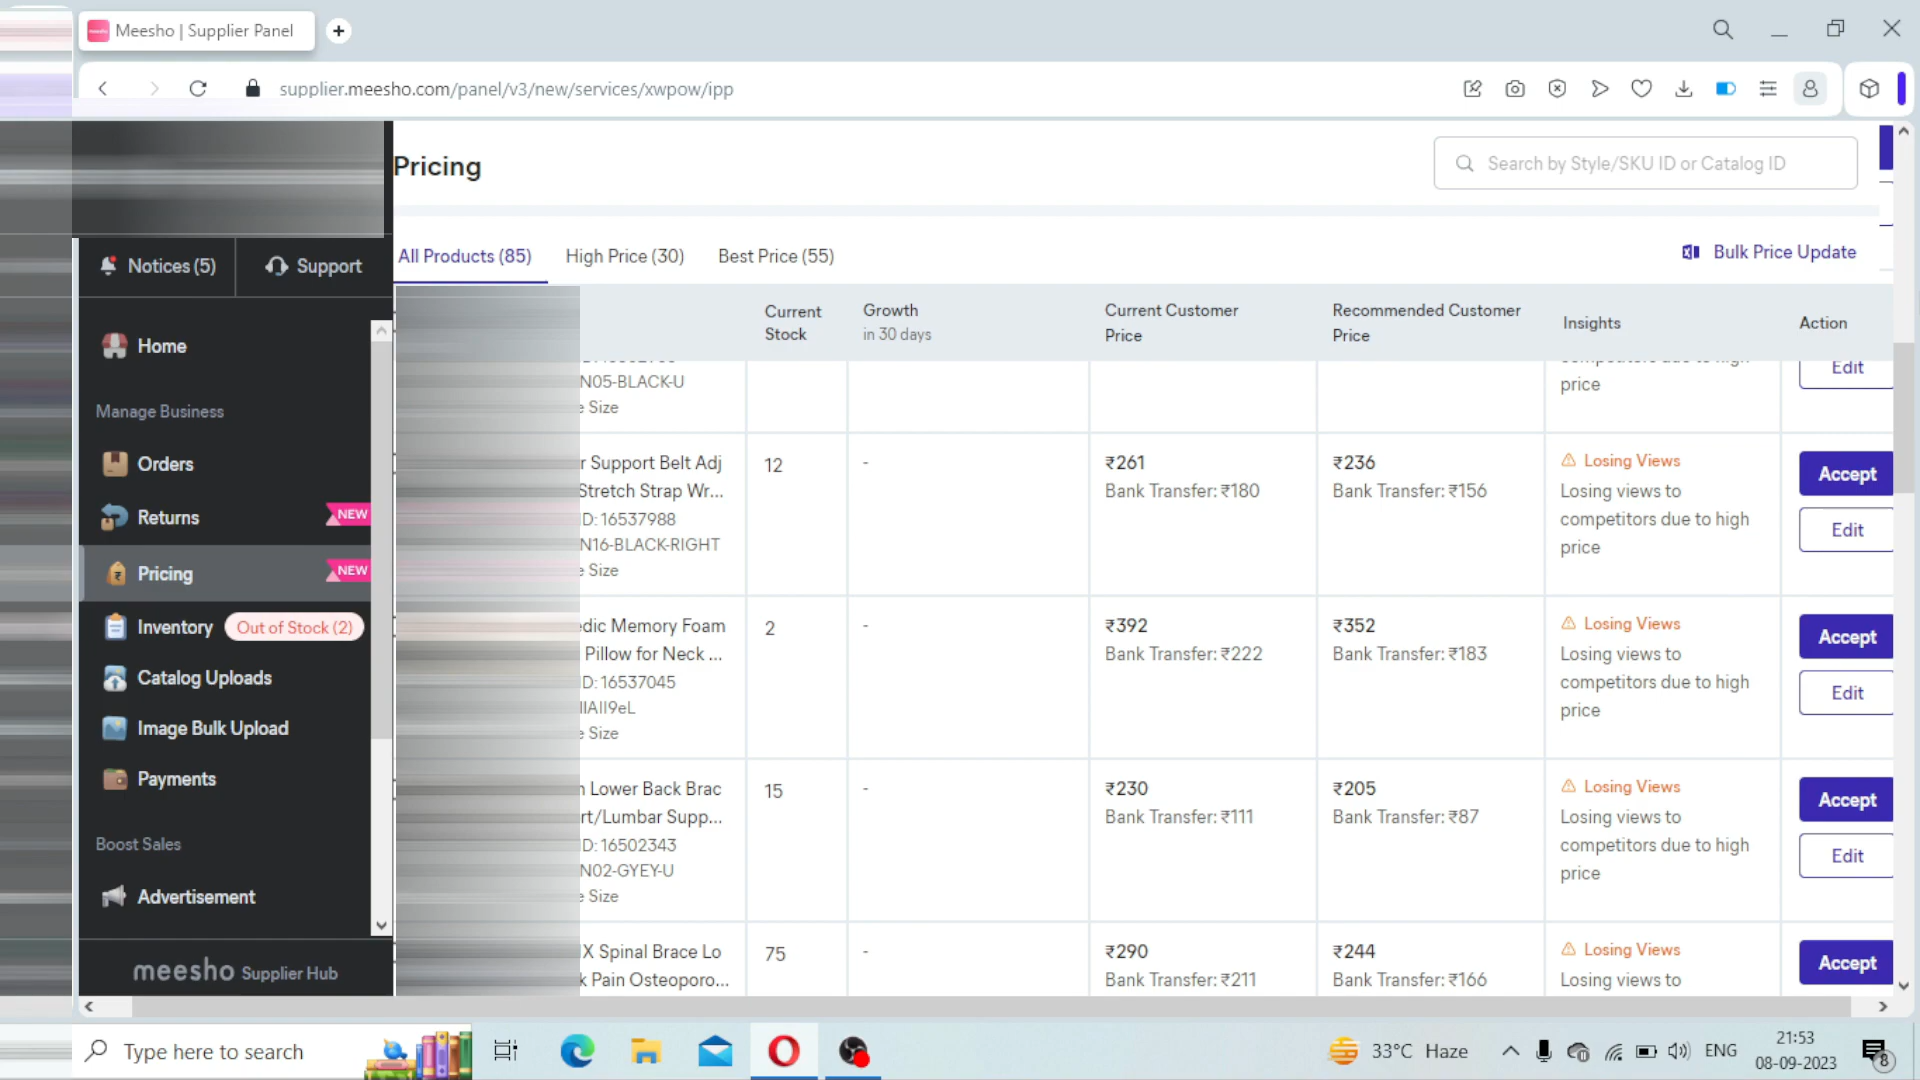 Meesho | Supplier Panel
supplier.meesho.com/panel/v3/new/services/xwpow/ipp
Pricing
Search by Style/SKU ID or Catalog ID
Notices (5)
Support
All Products (85)
High Price (30)
Best Price (55)
Bulk Price Update
Current
Stock
Growth
in 30 days
Current Customer
Price
Recommended Customer
Price
Insights
Action
Home
Manage Business
Orders
Returns
NEW
Pricing
NEW
Inventory
Out of Stock (2)
Catalog Uploads
Image Bulk Upload
Payments
Boost Sales
Advertisement
meesho Supplier Hub
N05-BLACK-U
e Size
price
Edit
r Support Belt Adj
Stretch Strap Wr...
D: 16537988
N16-BLACK-RIGHT
e Size
12
-
₹261
Bank Transfer: ₹180
₹236
Bank Transfer: ₹156
Losing Views
Losing views to
competitors due to high
price
Accept
Edit
edic Memory Foam
Pillow for Neck ...
D: 16537045
e Size
2
-
₹392
Bank Transfer: ₹222
₹352
Bank Transfer: ₹183
Losing Views
Losing views to
competitors due to high
price
Accept
Edit
Lower Back Brac
rt/Lumbar Supp...
D: 16502343
N02-GYEY-U
e Size
15
-
₹230
Bank Transfer: ₹111
₹205
Bank Transfer: ₹87
Losing Views
Losing views to
competitors due to high
price
Accept
Edit
X Spinal Brace Lo
k Pain Osteoporo...
75
-
₹290
Bank Transfer: ₹211
₹244
Bank Transfer: ₹166
Losing Views
Losing views to
Accept
Type here to search
33°C Haze
ENG
21:53
08-09-2023
8